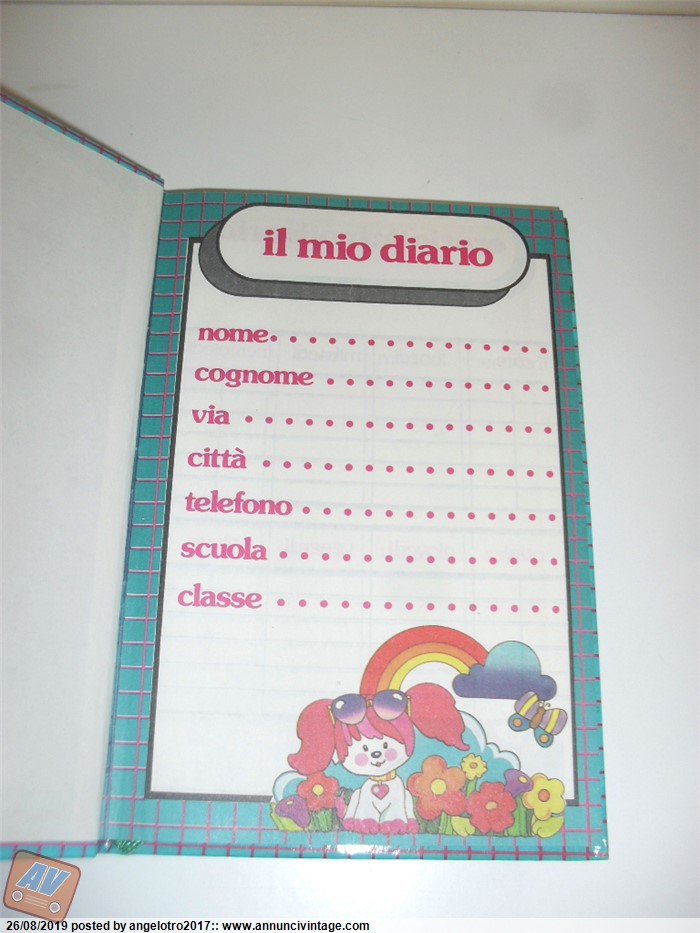 il mio diario
nome. . . . . . . . . . . . . .
cognome . . . . . . . . . . .
via . . . . . . . . . . . . . . .
città . . . . . . . . . . . . . .
telefono . . . . . . . . . . . .
scuola . . . . . . . . . . . . .
classe . . . . . . . . . . . . .
AV
26/08/2019 posted by angelotro2017:: www.annuncivintage.com